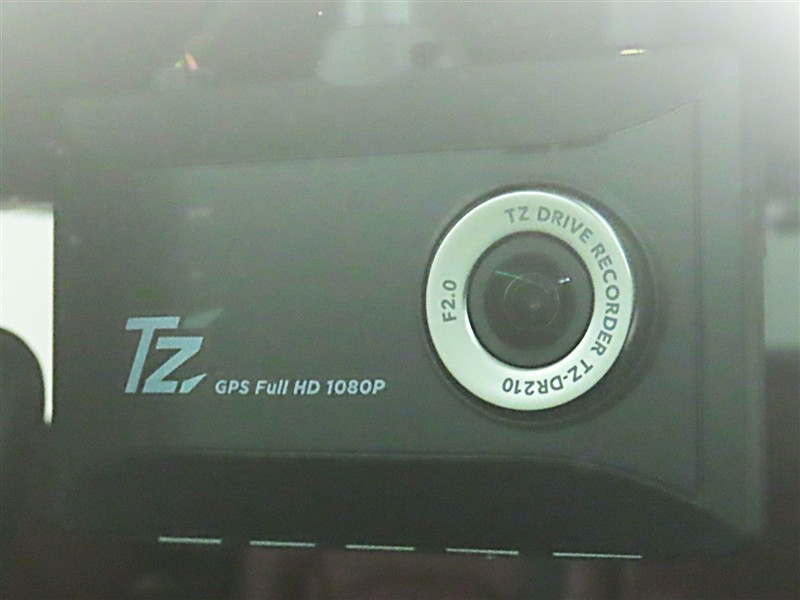 TZ DRIVE RECORDER TZ-DR210
F2.0
TZ GPS Full HD 1080P